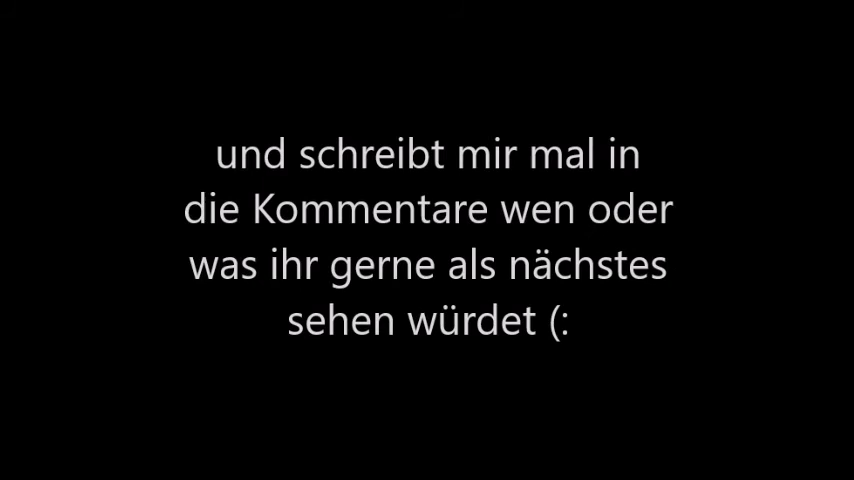 und schreibt mir mal in
die Kommentare wen oder
was ihr gerne als nächstes
sehen würdet (: